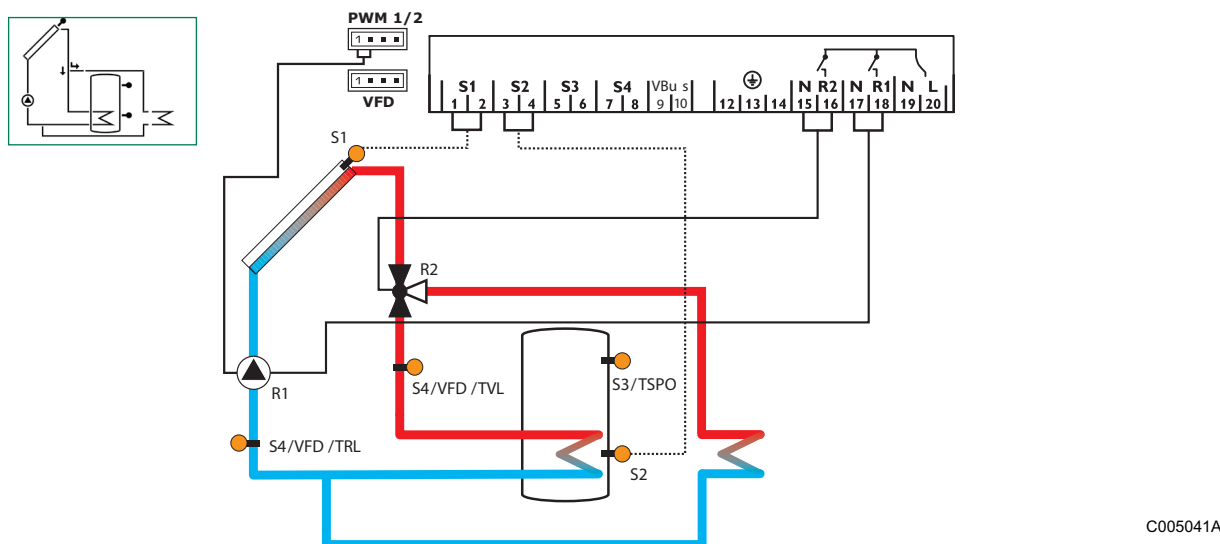 PWM 1/2
1
1
VFD
S1 S2 S3 S4 VBu s N R2 N R1 N L
1 2 3 4 5 6 7 8 9 10 12 13 14 15 16 17 18 19 20
S1
R2
R1
S4/VFD /TVL
S3/TSPO
S4/VFD /TRL
S2
C005041A